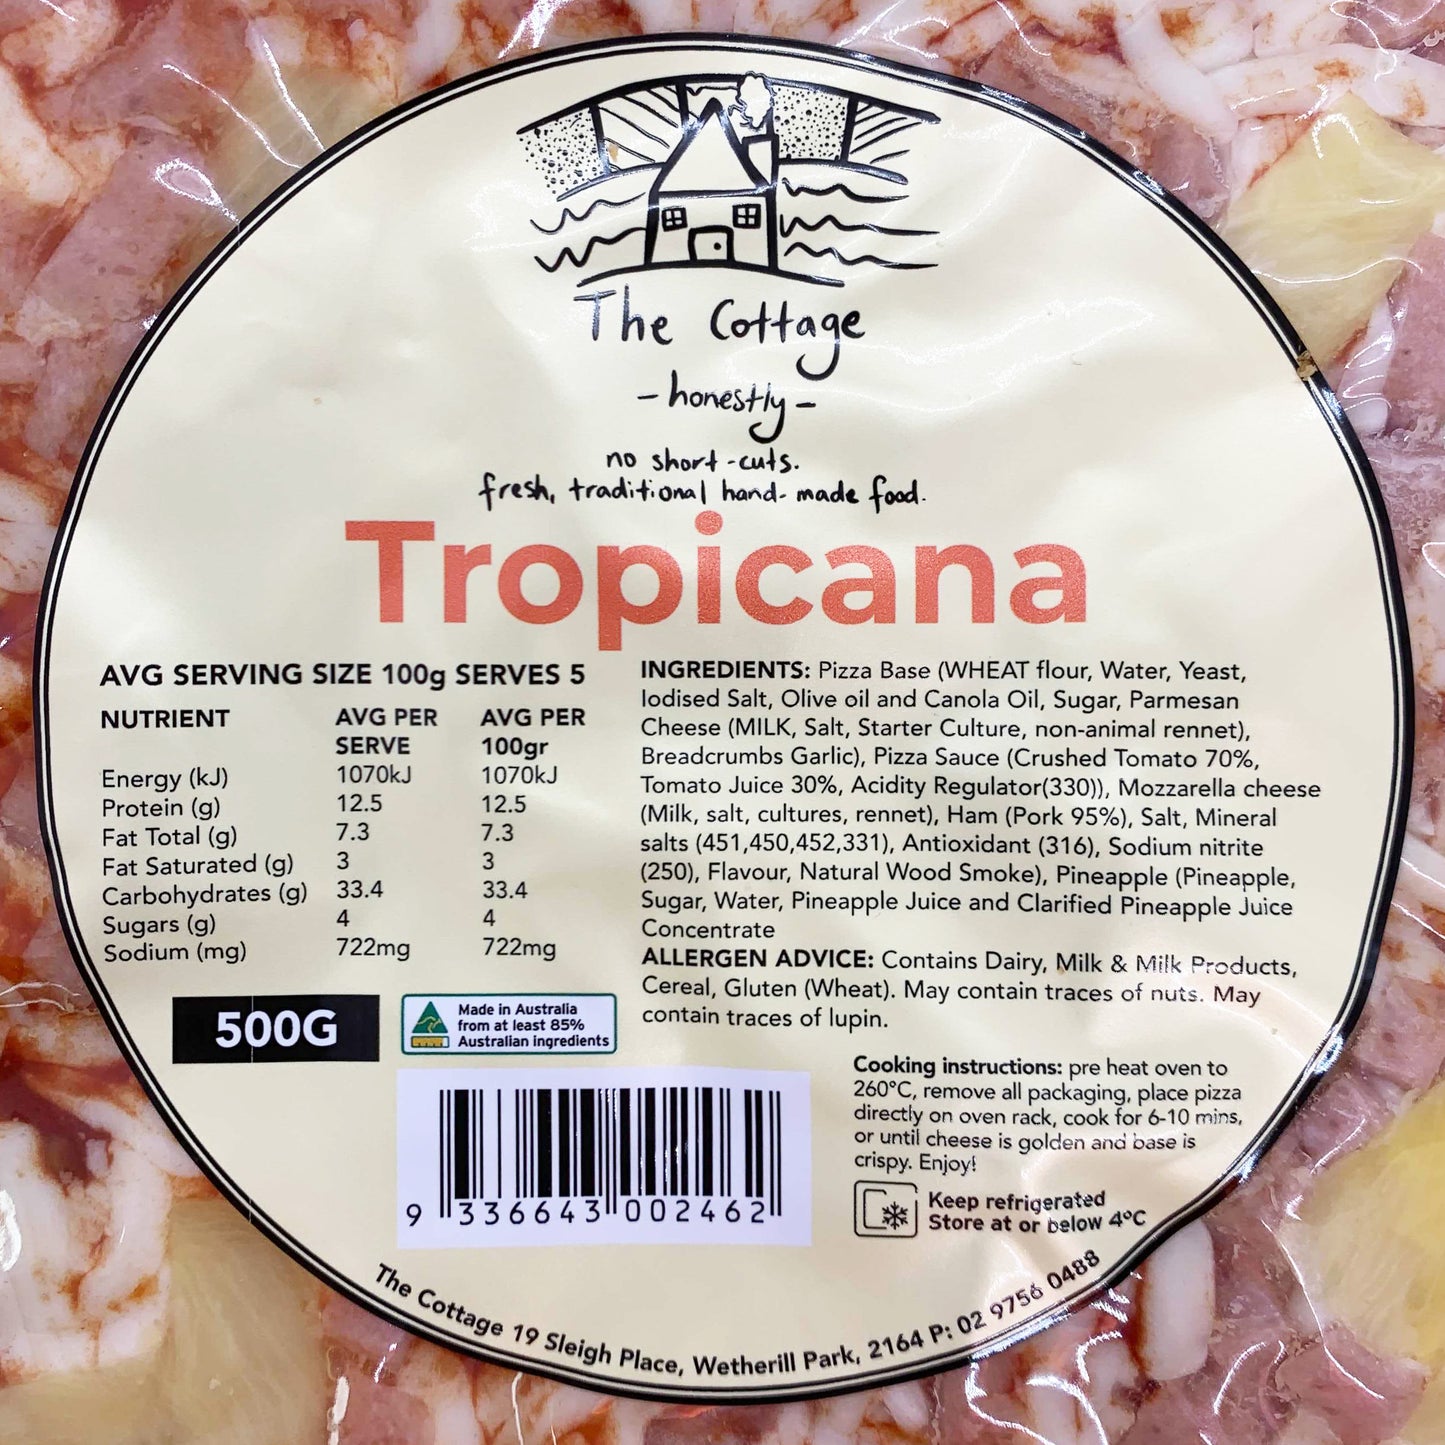 The Cottage
- honestly -
no short-cuts.
fresh, traditional hand-made food.
Tropicana
AVG SERVING SIZE 100g SERVES 5
NUTRIENT AVG PER SERVE AVG PER 100gr
Energy (kJ) 1070kJ 1070kJ
Protein (g) 12.5 12.5
Fat Total (g) 7.3 7.3
Fat Saturated (g) 3 3
Carbohydrates (g) 33.4 33.4
Sugars (g) 4 4
Sodium (mg) 722mg 722mg
INGREDIENTS: Pizza Base (WHEAT flour, Water, Yeast,
Iodised Salt, Olive oil and Canola Oil, Sugar, Parmesan
Cheese (MILK, Salt, Starter Culture, non-animal rennet),
Breadcrumbs Garlic), Pizza Sauce (Crushed Tomato 70%,
Tomato Juice 30%, Acidity Regulator(330)), Mozzarella cheese
(Milk, salt, cultures, rennet), Ham (Pork 95%), Salt, Mineral
salts (451,450,452,331), Antioxidant (316), Sodium nitrite
(250), Flavour, Natural Wood Smoke), Pineapple (Pineapple,
Sugar, Water, Pineapple Juice and Clarified Pineapple Juice
Concentrate
ALLERGEN ADVICE: Contains Dairy, Milk & Milk Products,
Cereal, Gluten (Wheat). May contain traces of nuts. May
contain traces of lupin.
500G
Made in Australia
from at least 85%
Australian ingredients
Cooking instructions: pre heat oven to
260°C, remove all packaging, place pizza
directly on oven rack, cook for 6-10 mins,
or until cheese is golden and base is
crispy. Enjoy!
Keep refrigerated
Store at or below 4°C
9 336643 002462
The Cottage 19 Sleigh Place, Wetherill Park, 2164 P: 02 9756 0488